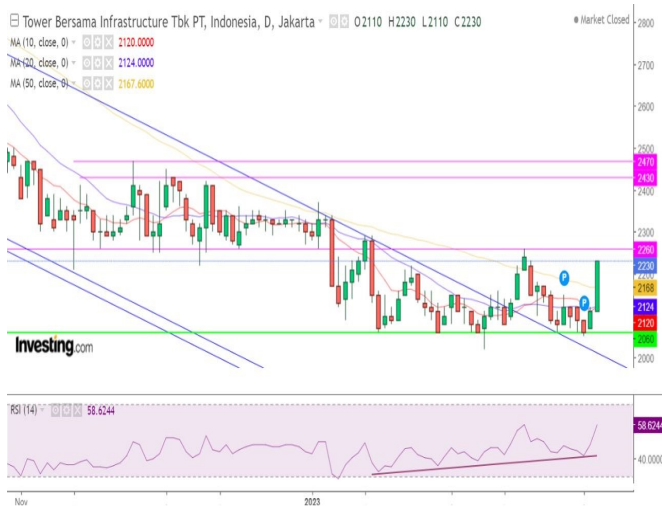 Tower Bersama Infrastructure Tbk PT, Indonesia, D, Jakarta O2110 H2230 L2110 C2230
Market Closed
MA (10, close, 0) 2120.0000
MA (20, close, 0) 2124.0000
MA (50, close, 0) 2167.6000
2800
2700
2600
2500
2470
2430
2400
2300
2260
2230
2200
2168
2124
2120
2060
2000
P
P
Investing.com
RSI (14) 58.6244
58.6244
40.0000
Nov
2023